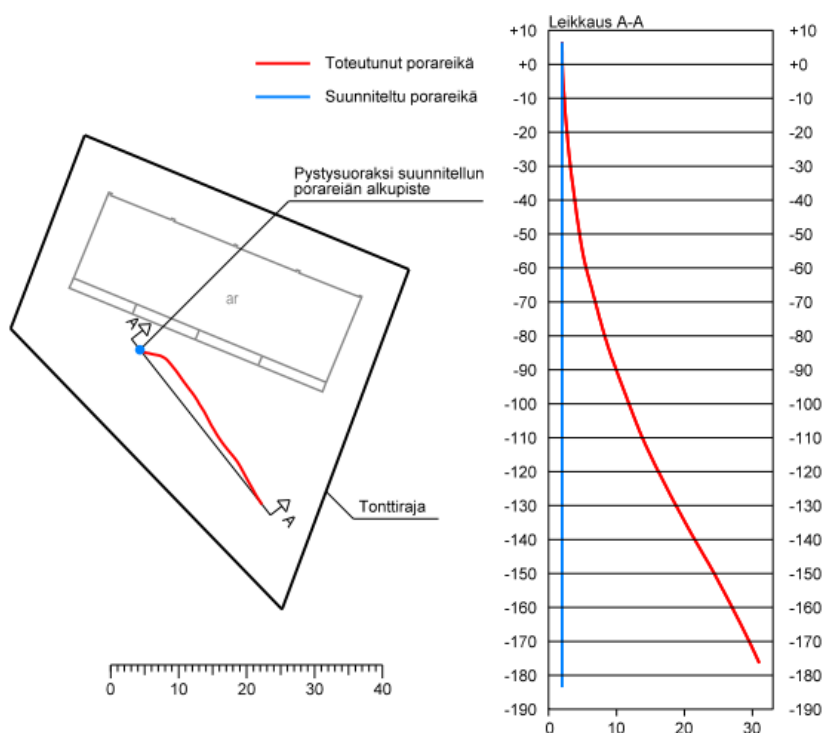 Toteutunut porareikä
Suunniteltu porareikä
Pystysuoraksi suunnitellun
porareiän alkupiste
ar
A
A
Tonttiraja
0 10 20 30 40
Leikkaus A-A
+10 +10
+0 +0
-10 -10
-20 -20
-30 -30
-40 -40
-50 -50
-60 -60
-70 -70
-80 -80
-90 -90
-100 -100
-110 -110
-120 -120
-130 -130
-140 -140
-150 -150
-160 -160
-170 -170
-180 -180
-190 -190
0 10 20 30